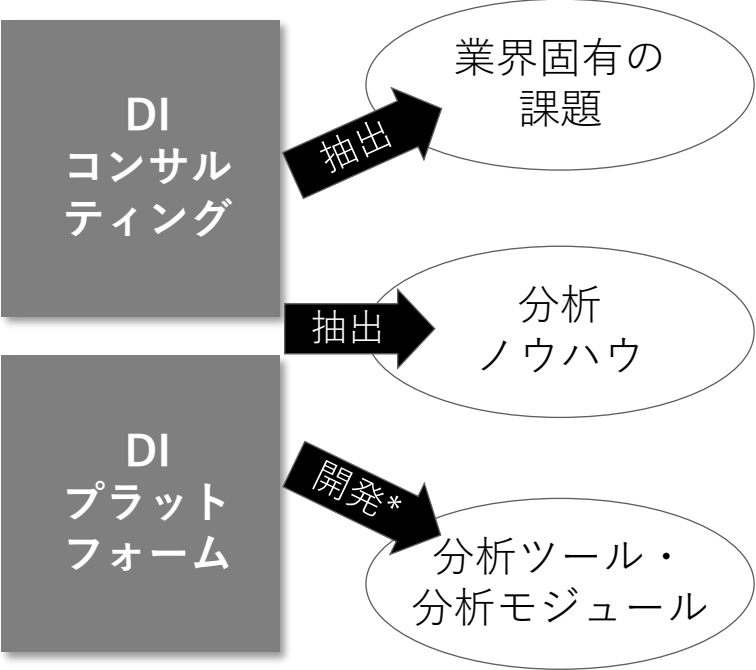 DI
コンサル
ティング
抽出
業界固有の
課題
抽出
分析
ノウハウ
DI
プラット
フォーム
開発*
分析ツール・
分析モジュール